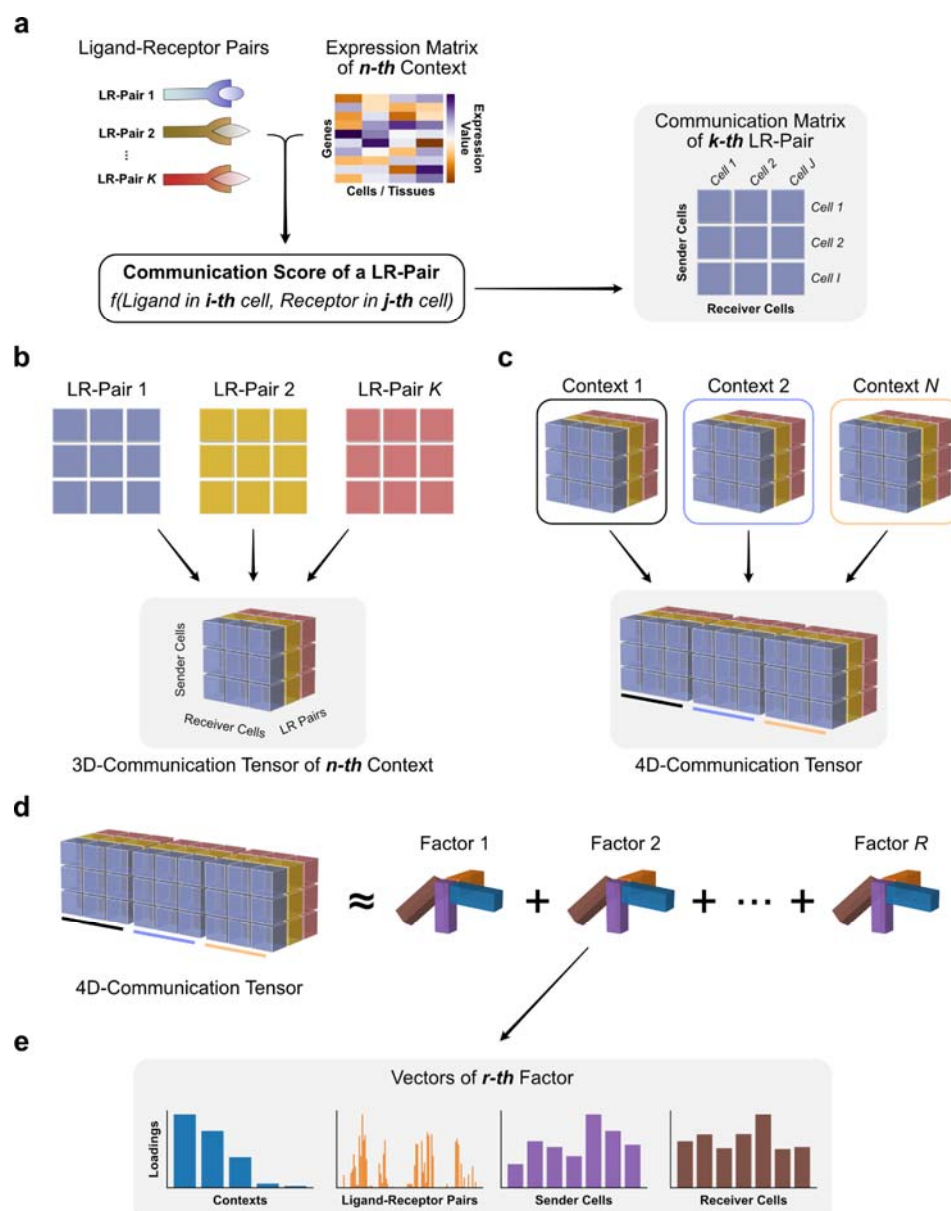 a
Ligand-Receptor Pairs
LR-Pair 1
LR-Pair 2
⋮
LR-Pair K
Expression Matrix
of n-th Context
Genes
Cells / Tissues
Expression
Value
Communication Score of a LR-Pair
f(Ligand in i-th cell, Receptor in j-th cell)
Communication Matrix
of k-th LR-Pair
Cell 1
Cell 2
Cell J
Sender Cells
Cell 1
Cell 2
Cell I
Receiver Cells
b
LR-Pair 1
LR-Pair 2
LR-Pair K
Sender Cells
Receiver Cells
LR Pairs
3D-Communication Tensor of n-th Context
c
Context 1
Context 2
Context N
4D-Communication Tensor
d
4D-Communication Tensor
≈
Factor 1
+
Factor 2
+ ··· +
Factor R
e
Vectors of r-th Factor
Loadings
Contexts
Ligand-Receptor Pairs
Sender Cells
Receiver Cells